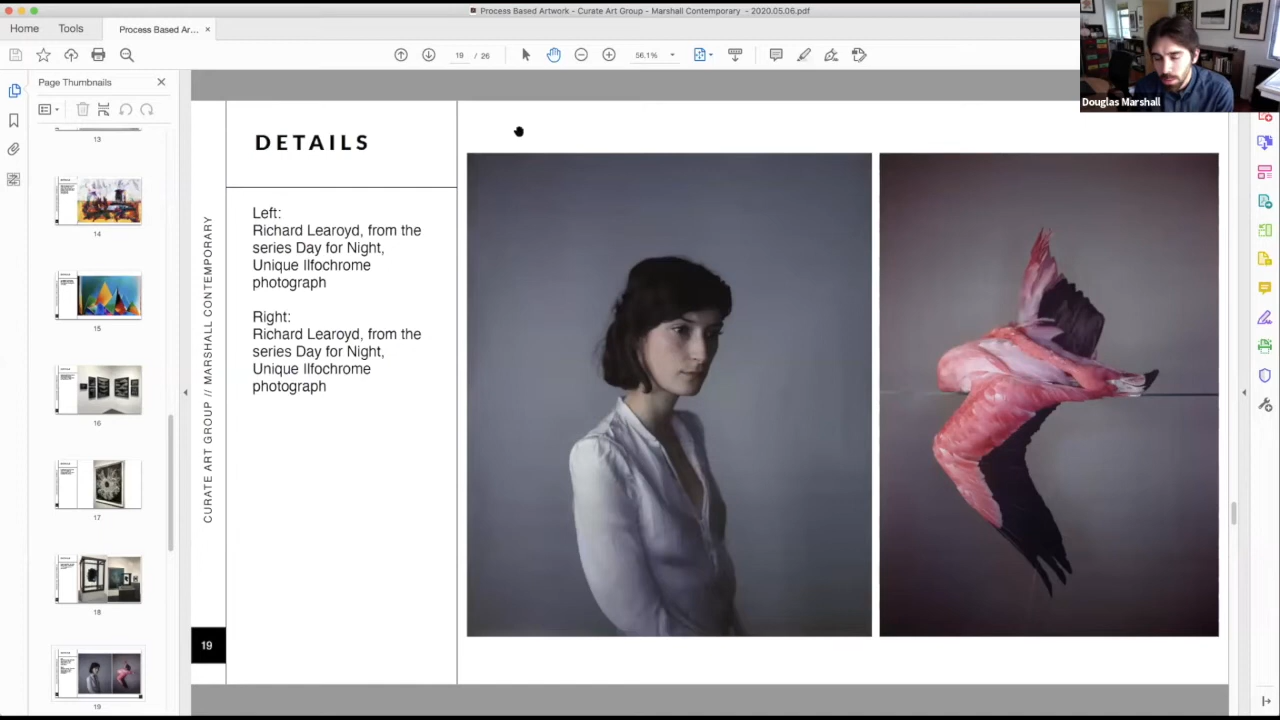 Process Based Artwork - Curate Art Group - Marshall Contemporary - 2020.05.06.pdf
Home Tools Process Based Ar... ×
19 / 26 56.1%
Page Thumbnails
13
14
15
16
17
18
19
CURATE ART GROUP // MARSHALL CONTEMPORARY
19
DETAILS
Left:
Richard Learoyd, from the
series Day for Night,
Unique Ilfochrome
photograph
Right:
Richard Learoyd, from the
series Day for Night,
Unique Ilfochrome
photograph
Douglas Marshall